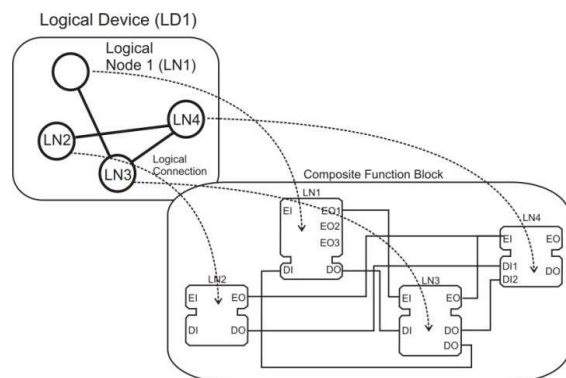 Logical Device (LD1)
Logical
Node 1 (LN1)
LN2
LN4
LN3
Logical
Connection
Composite Function Block
LN1
EI
EO1
EO2
EO3
DI
DO
LN4
EI
EO
DI1
DI2
DO
LN2
EI
EO
DI
DO
LN3
EI
EO
DI
DO
DO